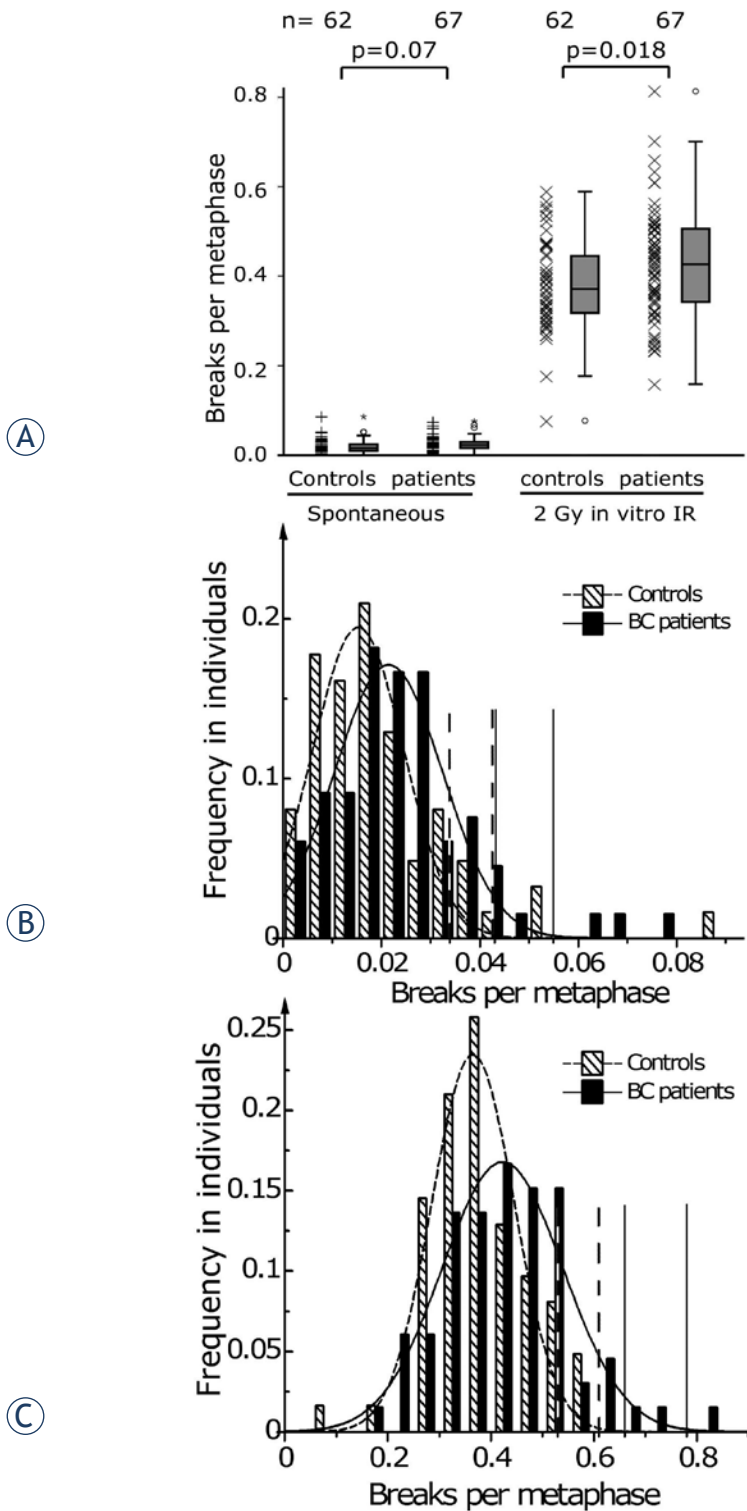 n= 62 67 62 67
p=0.07 p=0.018
Breaks per metaphase
0.8
0.6
0.4
0.2
0.0
Controls patients controls patients
Spontaneous 2 Gy in vitro IR
A
Frequency in individuals
0.2
0.1
0
Controls
BC patients
0 0.02 0.04 0.06 0.08
Breaks per metaphase
B
Frequency in individuals
0.25
0.2
0.15
0.1
0.05
0
Controls
BC patients
0 0.2 0.4 0.6 0.8
Breaks per metaphase
C